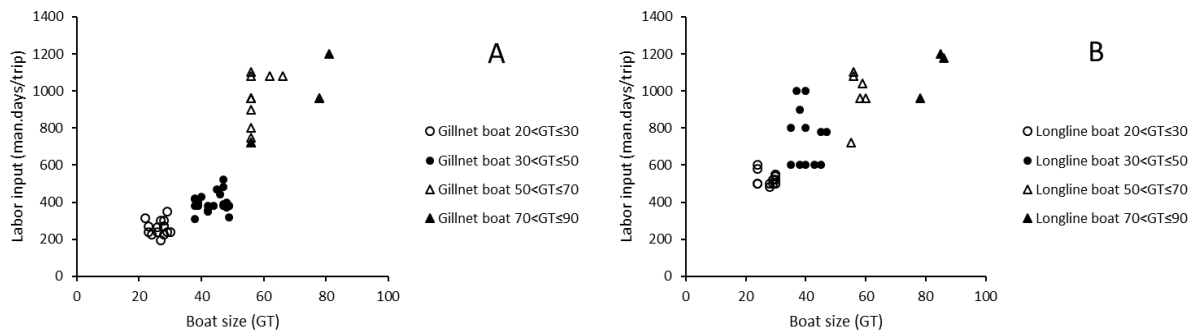 1400
1200
1000
800
600
400
200
0
0 20 40 60 80 100
Labor input (man.days/trip)
Boat size (GT)
A
Gillnet boat 20<GT≤30
Gillnet boat 30<GT≤50
Gillnet boat 50<GT≤70
Gillnet boat 70<GT≤90
1400
1200
1000
800
600
400
200
0
0 20 40 60 80 100
Labor input (man.days/trip)
Boat size (GT)
B
Longline boat 20<GT≤30
Longline boat 30<GT≤50
Longline boat 50<GT≤70
Longline boat 70<GT≤90